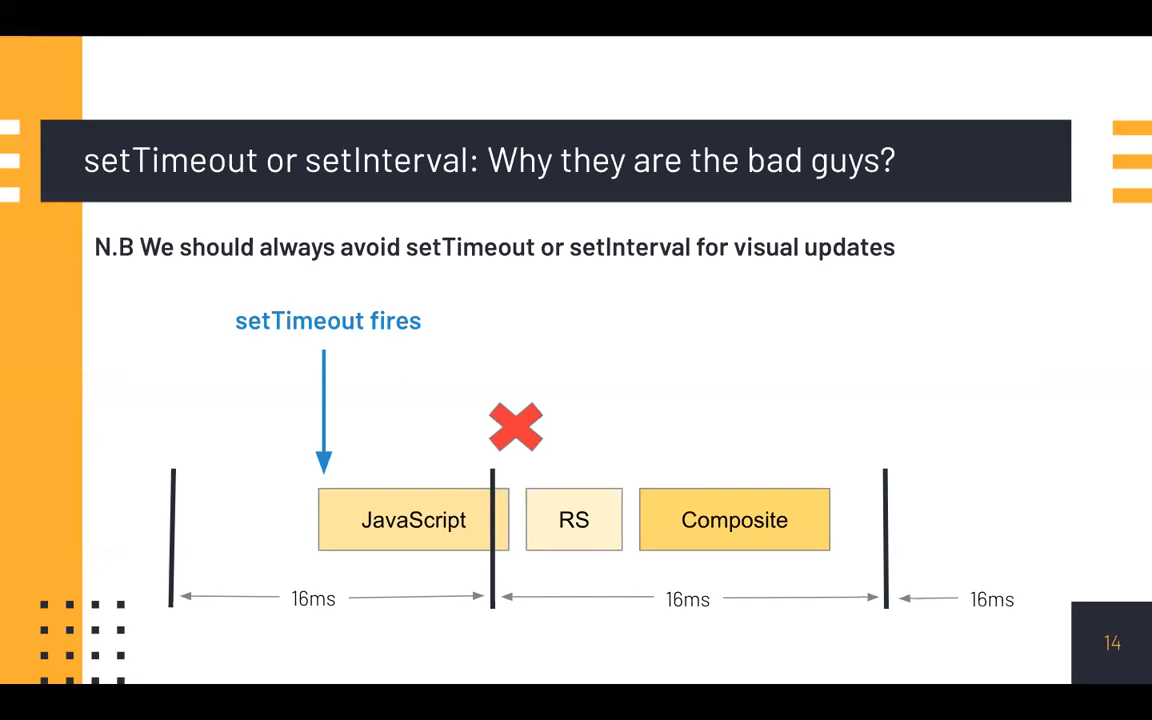 setTimeout or setInterval: Why they are the bad guys?
N.B We should always avoid setTimeout or setInterval for visual updates
setTimeout fires
JavaScript
RS
Composite
16ms
16ms
16ms
14